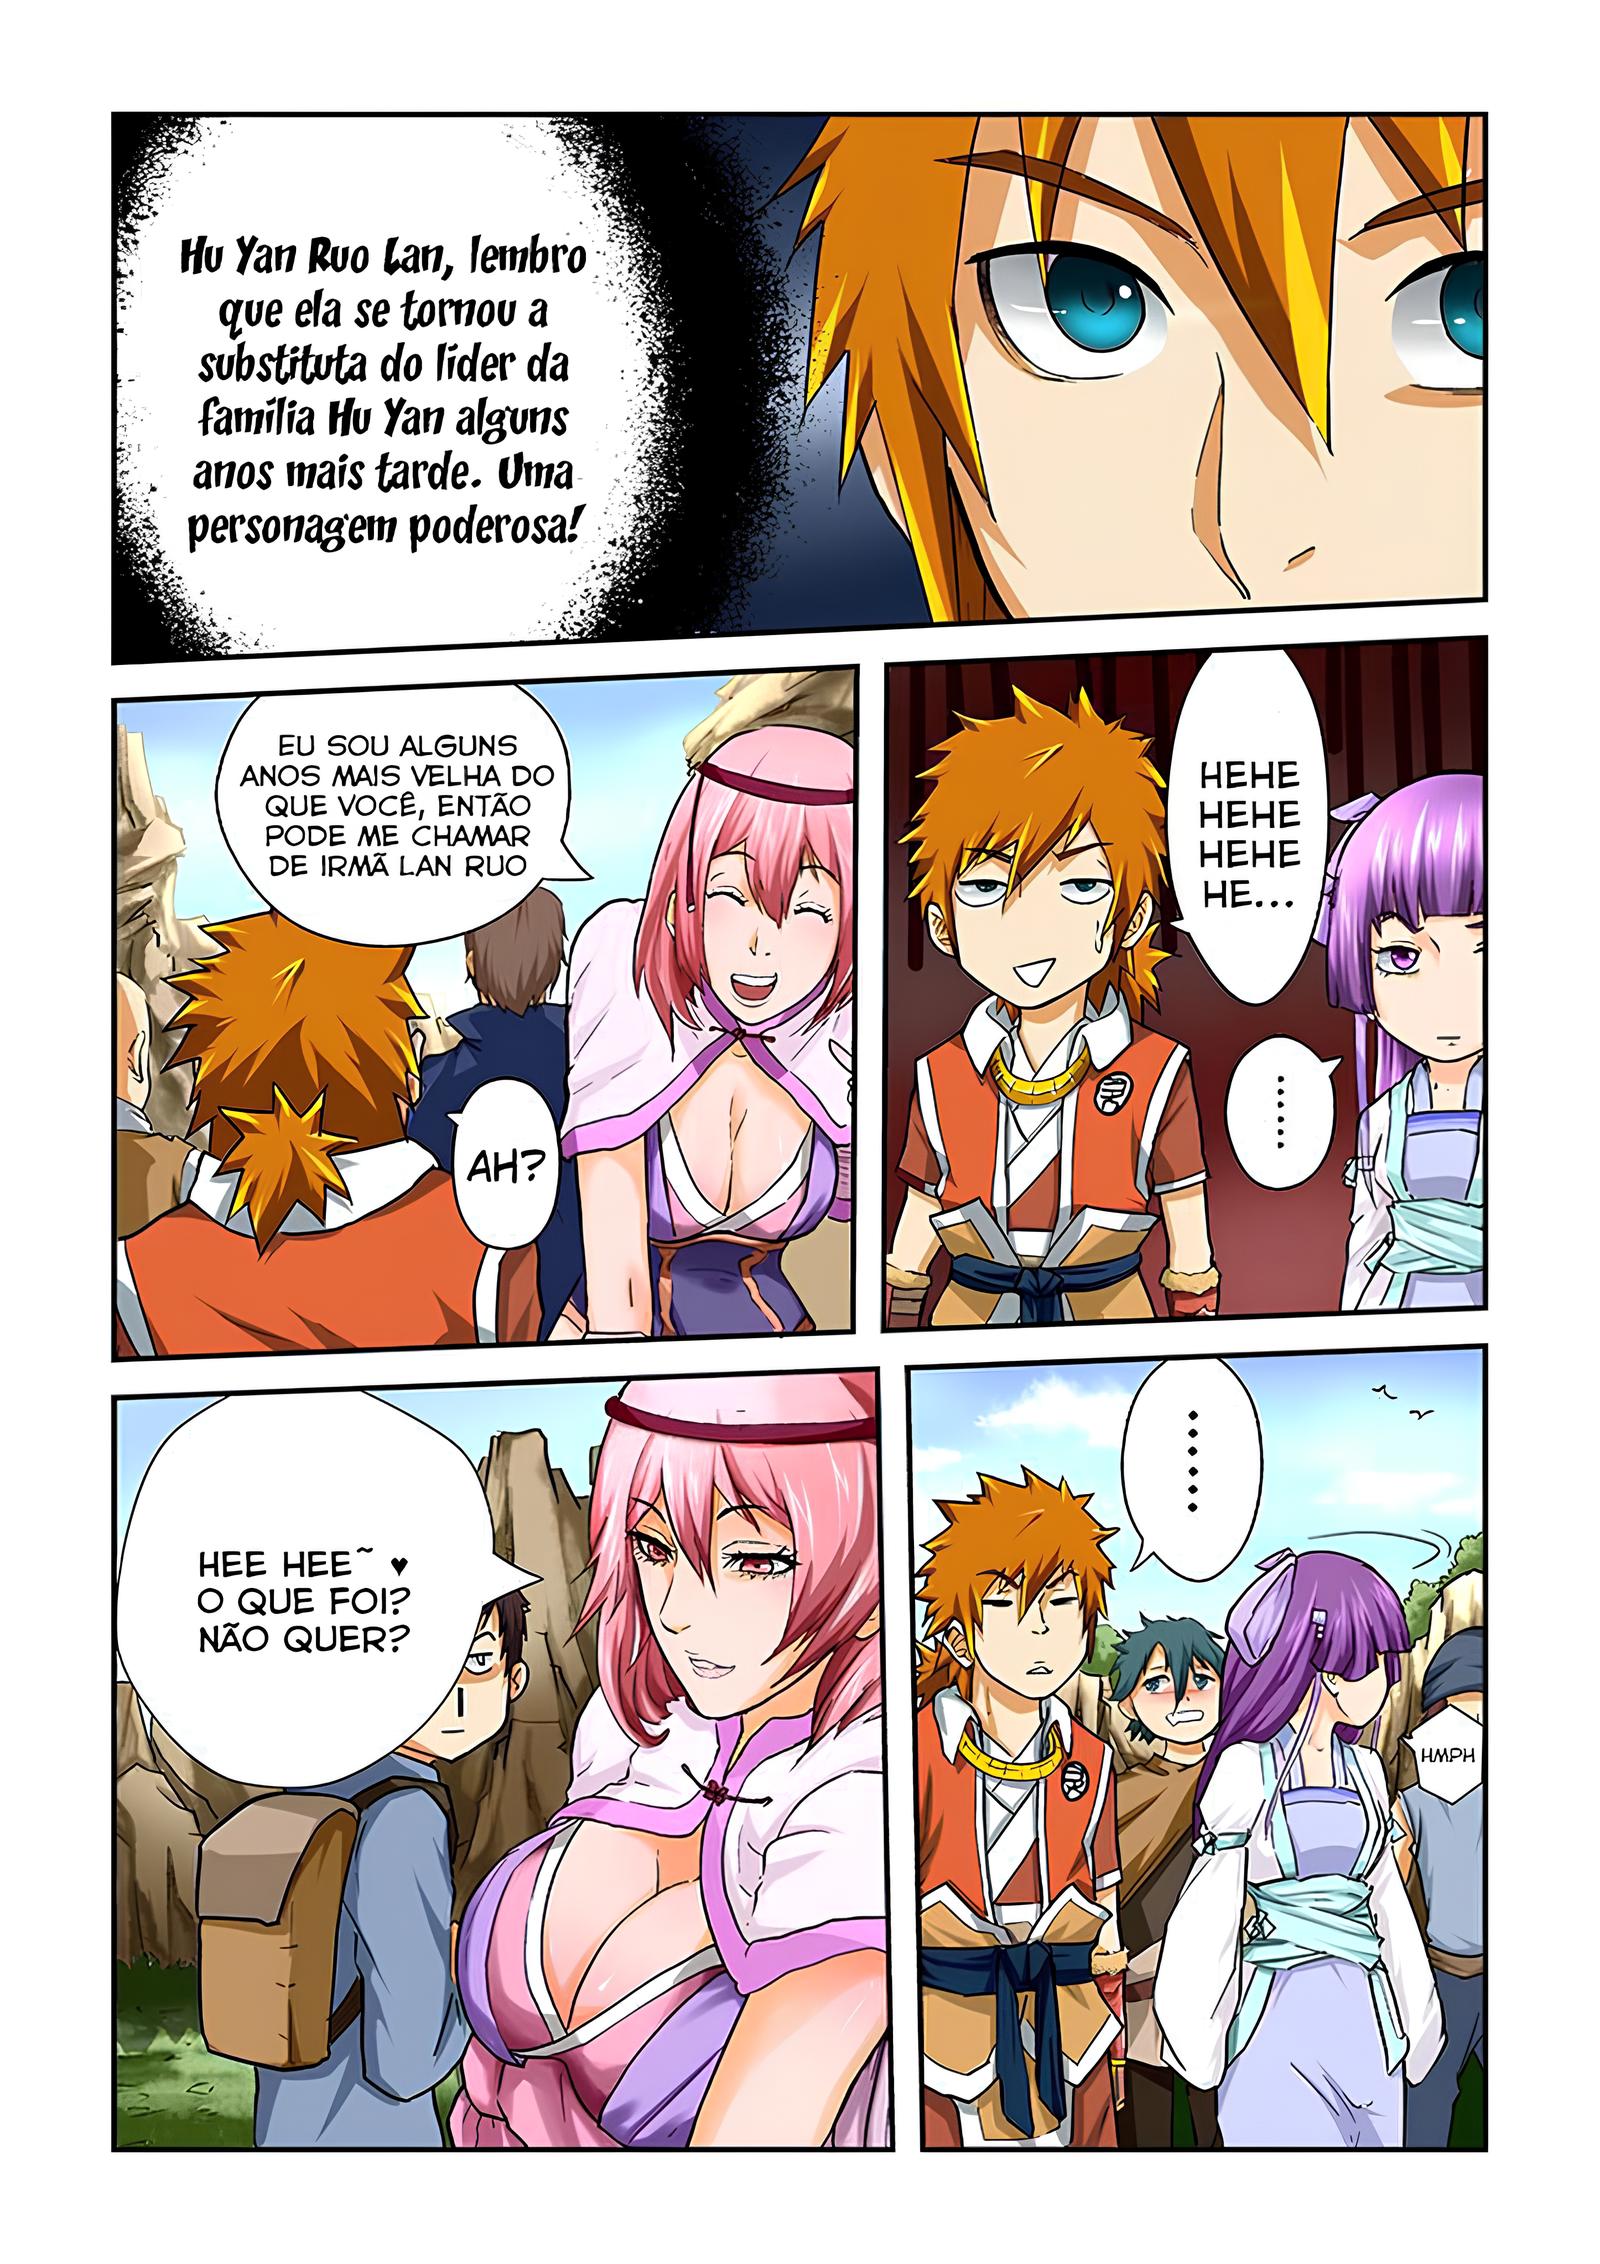 Hu Yan Ruo Lan, lembro
que ela se tornou a
substituta do líder da
família Hu Yan alguns
anos mais tarde. Uma
personagem poderosa!
EU SOU ALGUNS
ANOS MAIS VELHA DO
QUE VOCÊ, ENTÃO
PODE ME CHAMAR
DE IRMÃ LAN RUO
AH?
HEHE
HEHE
HEHE
HE...
......
HEE HEE~ ♥
O QUE FOI?
NÃO QUER?
.......
HMPH